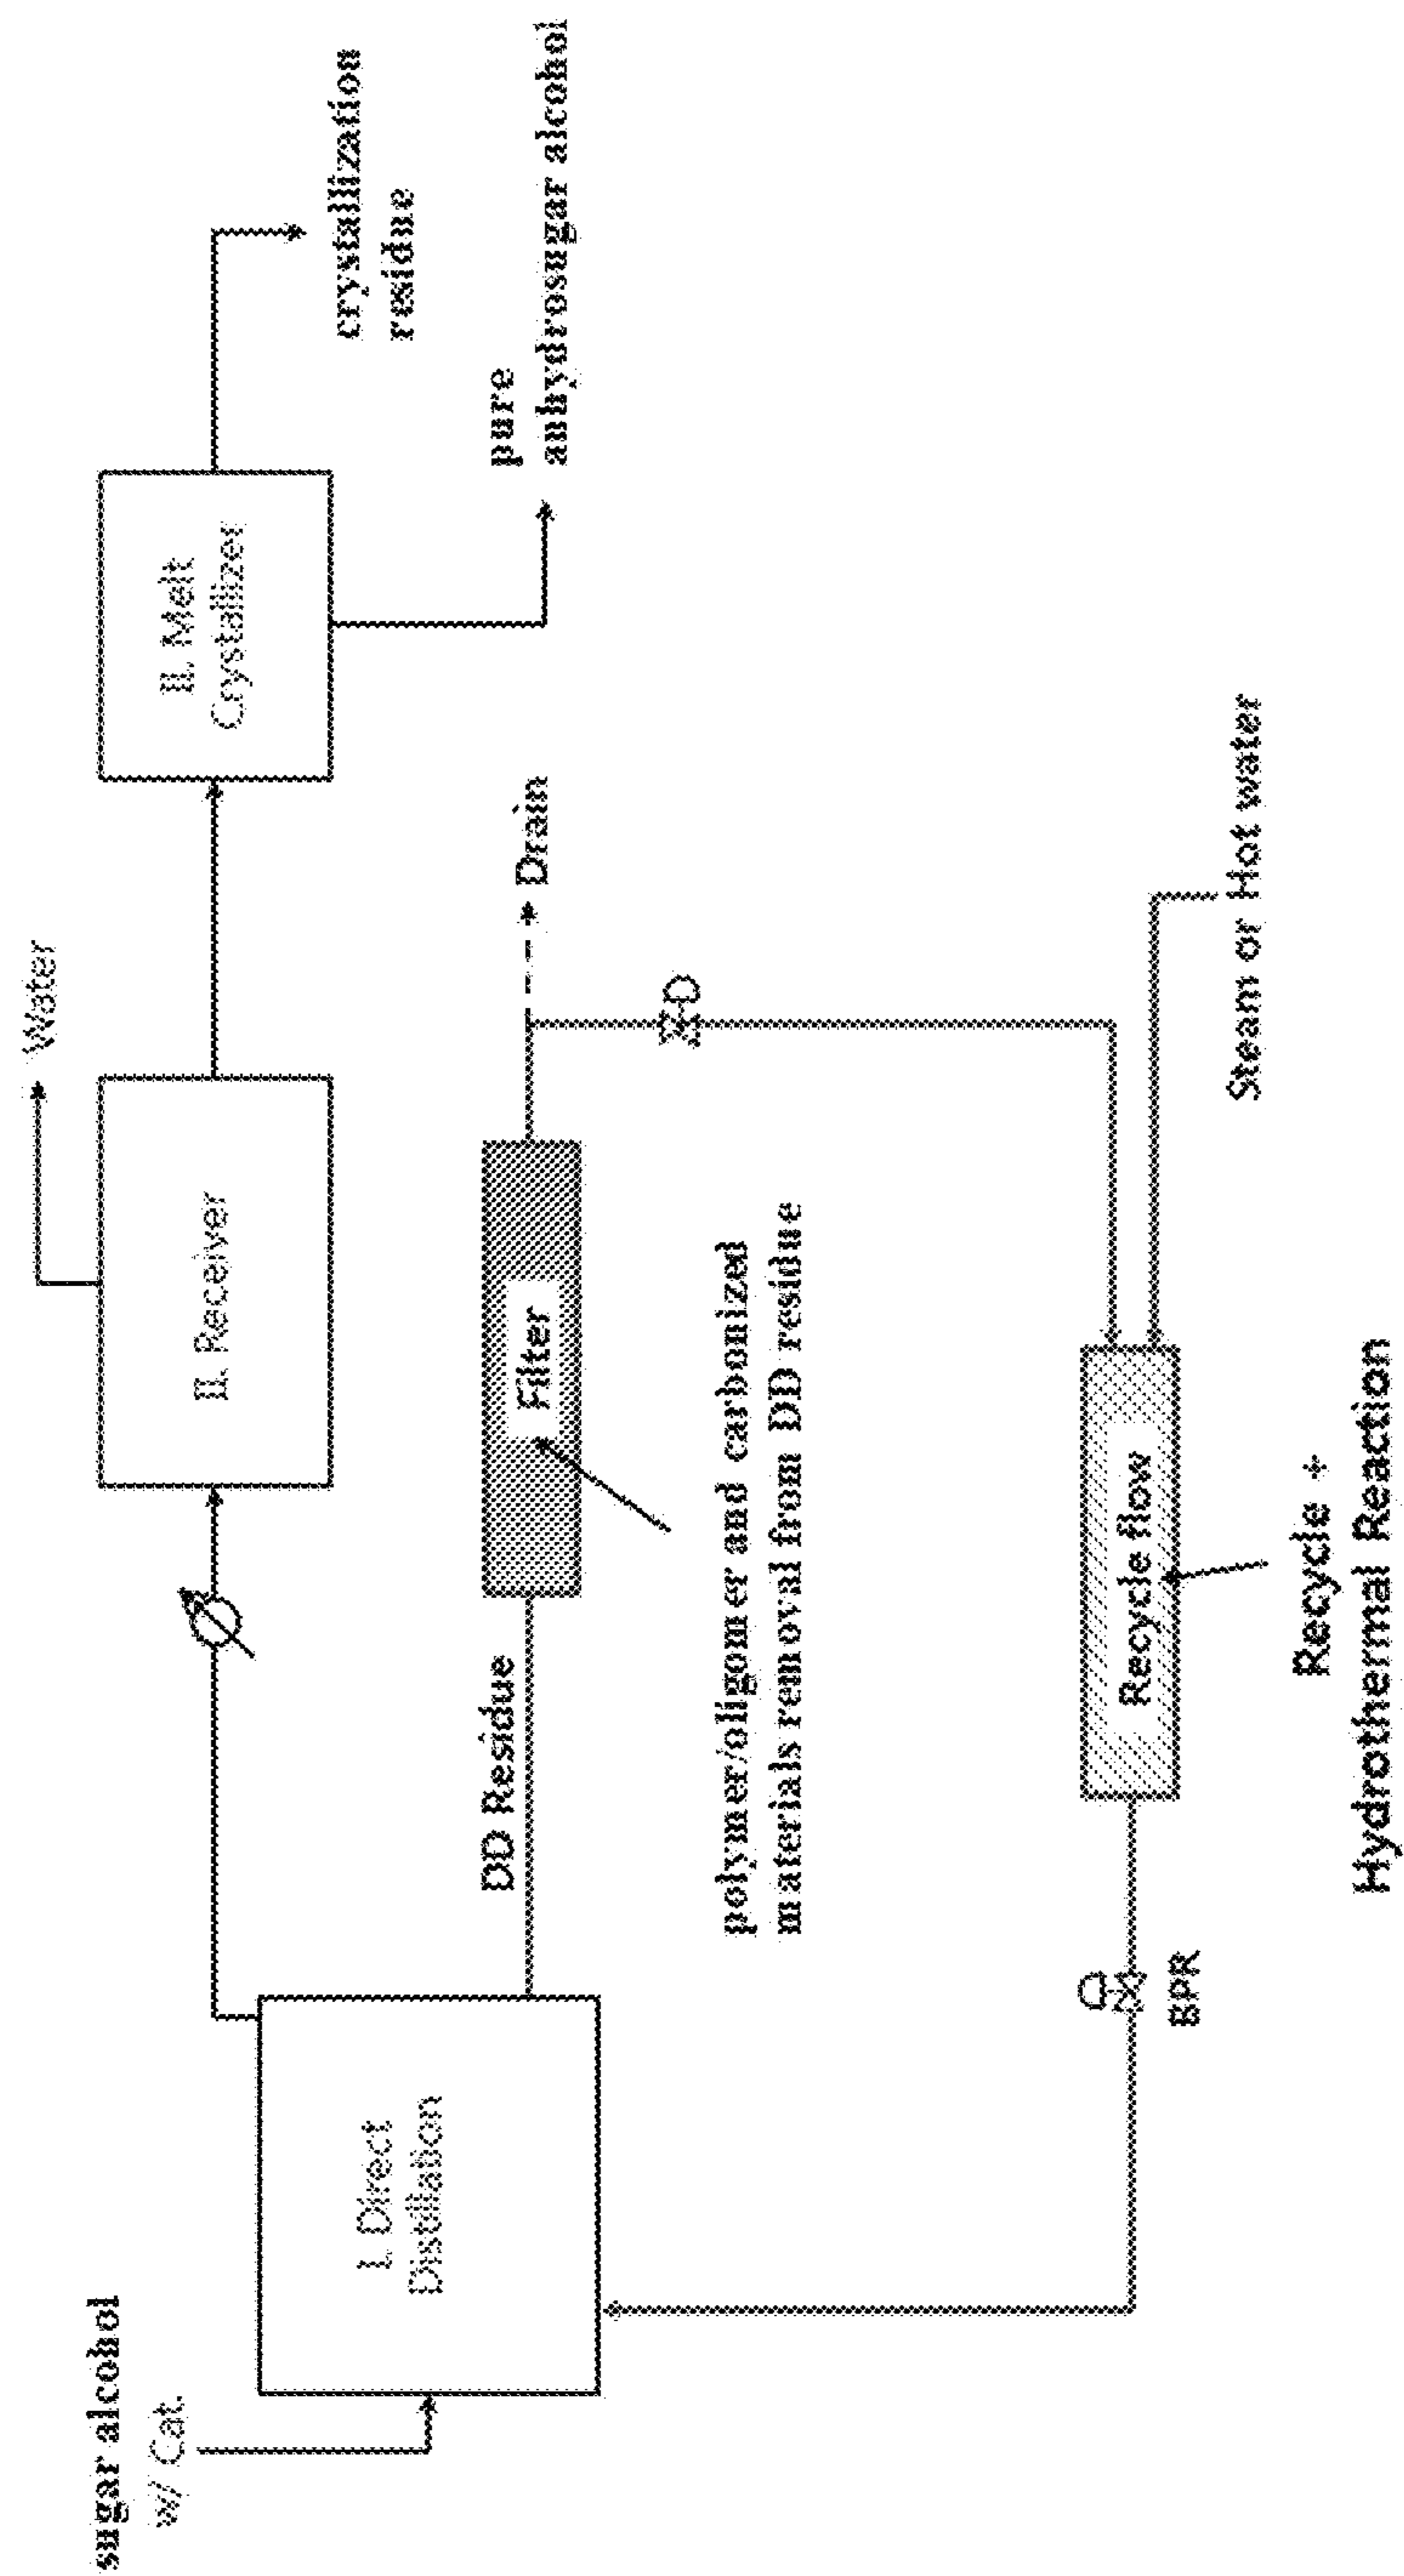 sugar alcohol
w/ Cat.
I. Direct
Distillation
II. Receiver
Water
II. Melt
Crystallizer
crystallization
residue
pure
anhydrosugar alcohol
DD Residue
Filter
Drain
polymer/oligomer and carbonized
materials removal from DD residue
BPR
Recycle flow
Steam or Hot water
Recycle +
Hydrothermal Reaction